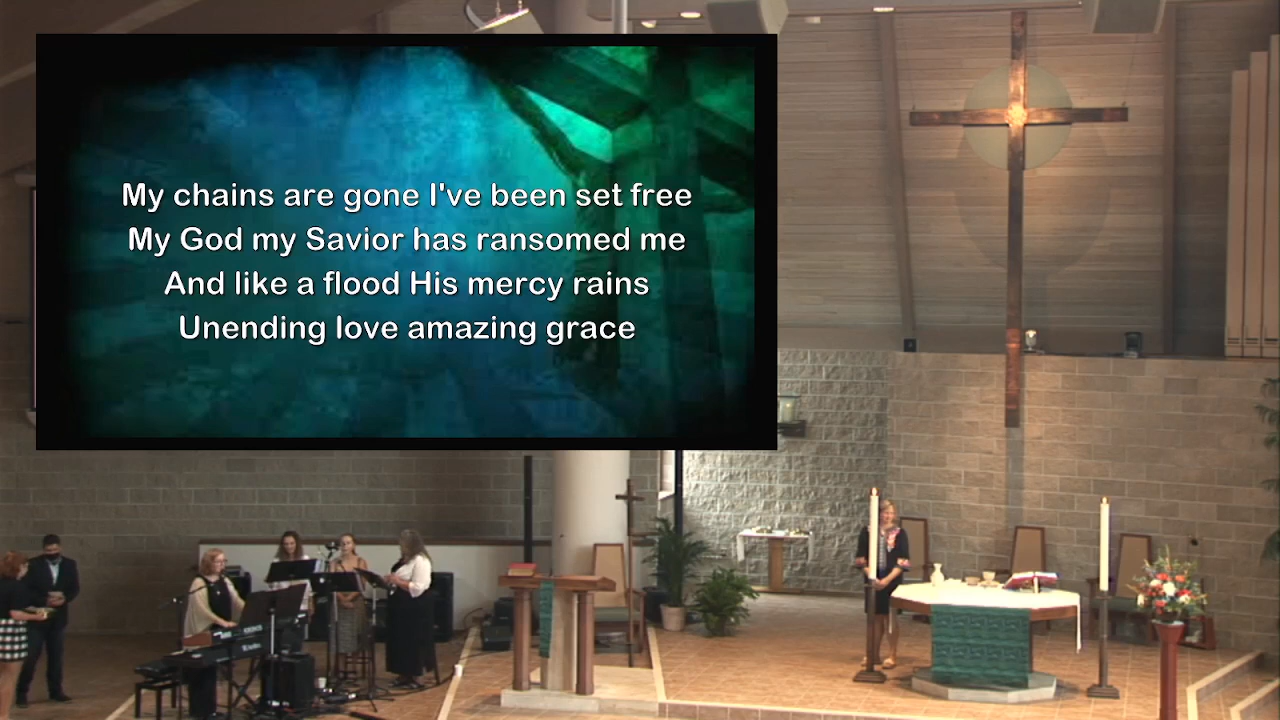 My chains are gone I've been set free
My God my Savior has ransomed me
And like a flood His mercy rains
Unending love amazing grace